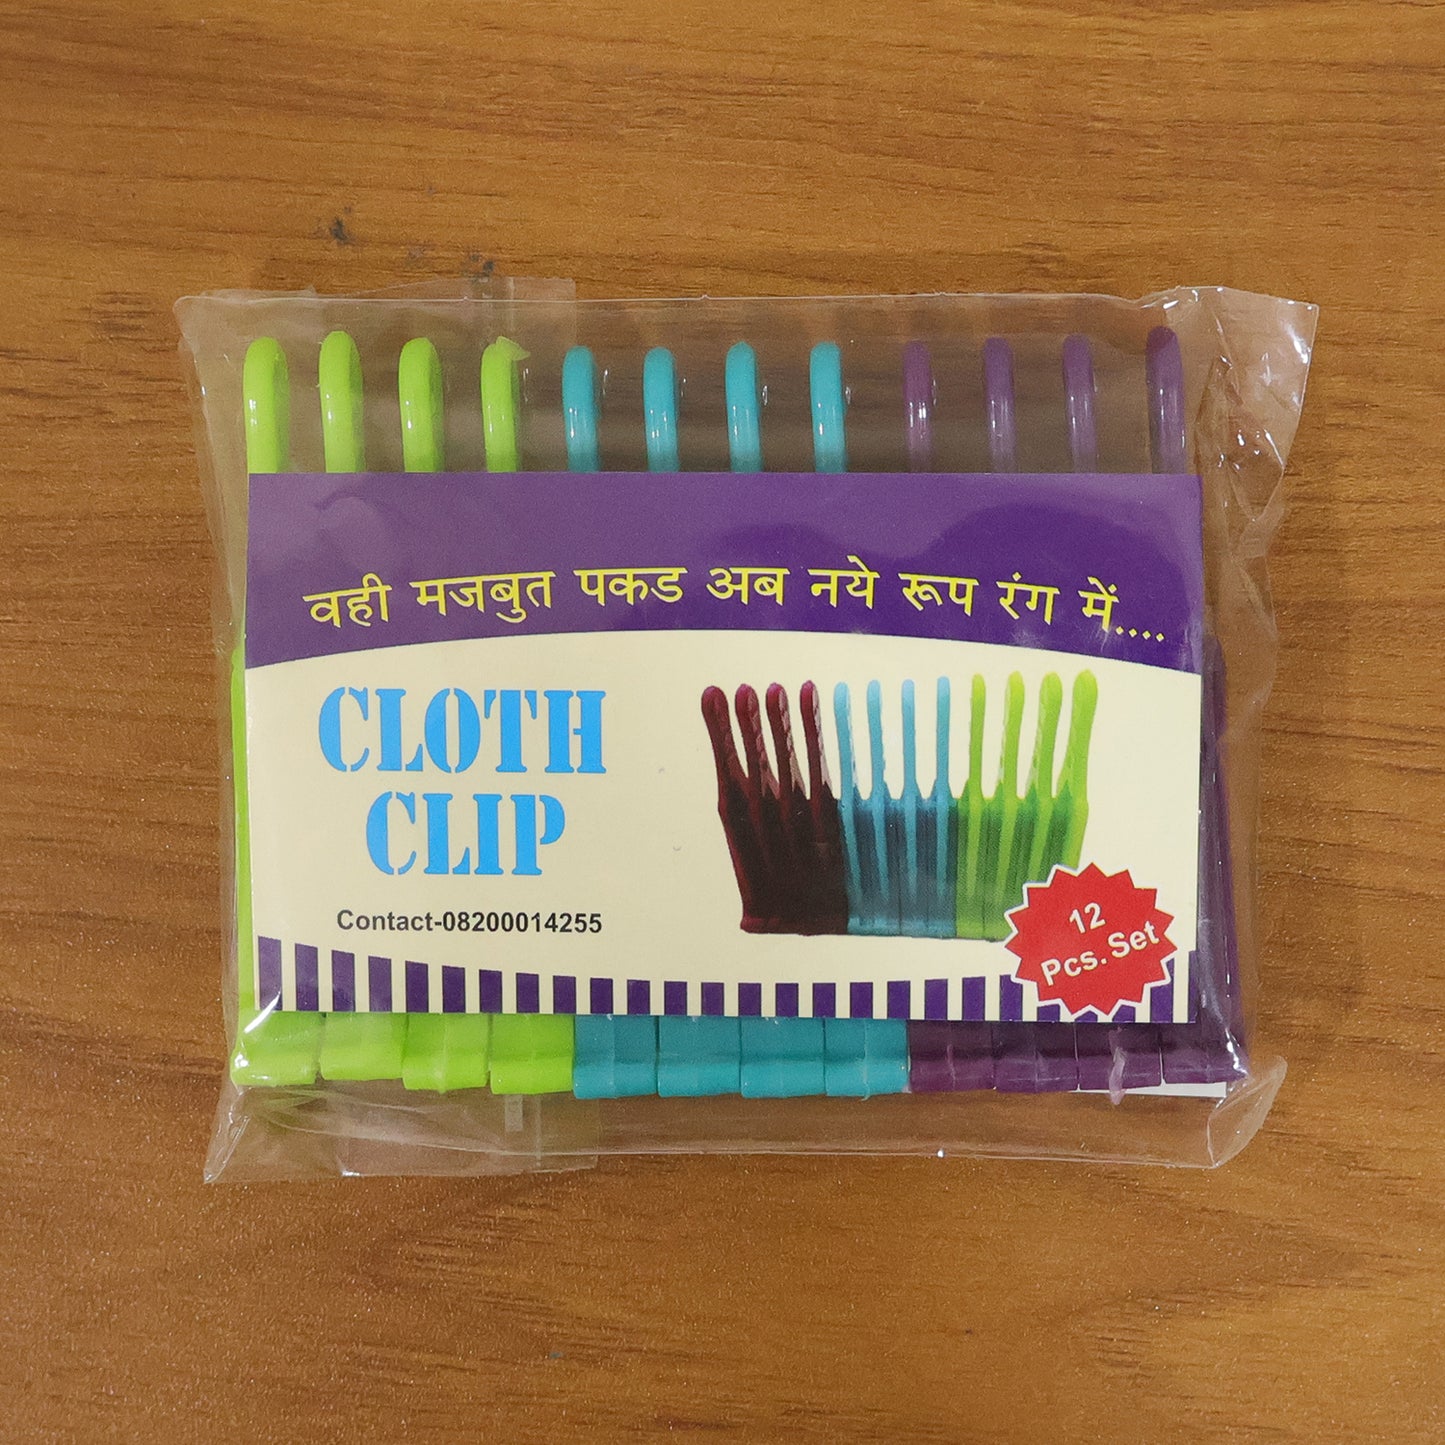 वही मजबुत पकड अब नये रूप रंग में....
CLOTH
CLIP
Contact-08200014255
12
Pcs. Set